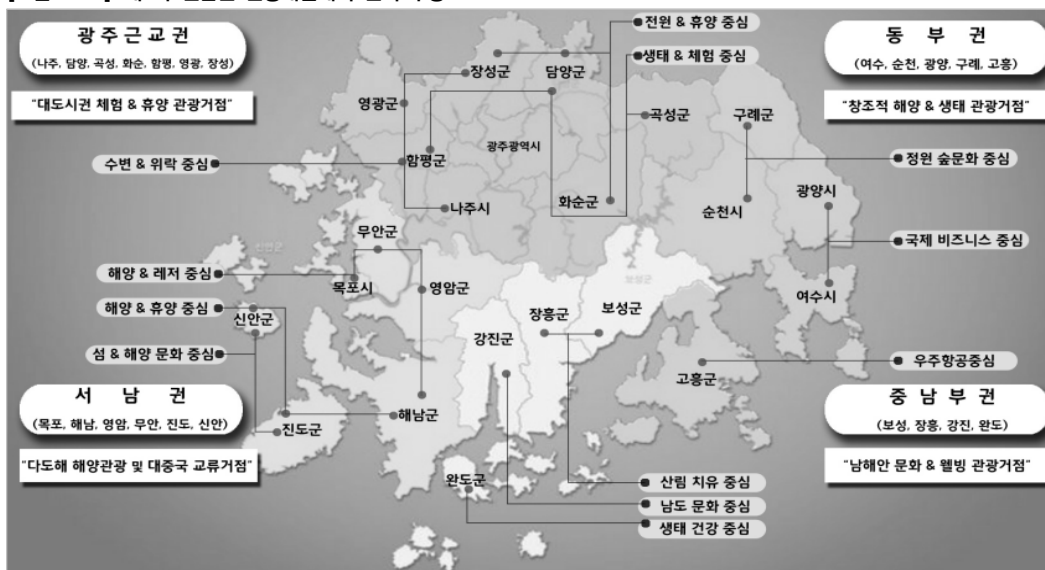 광주근교권
(나주, 담양, 곡성, 화순, 함평, 영광, 장성)
"대도시권 체험 & 휴양 관광거점"
동 부 권
(여수, 순천, 광양, 구례, 고흥)
"창조적 해양 & 생태 관광거점"
전원 & 휴양 중심
생태 & 체험 중심
장성군
담양군
영광군
곡성군
구례군
함평군
광주광역시
수변 & 위락 중심
정원 숲문화 중심
나주시
화순군
순천시
광양시
무안군
국제 비즈니스 중심
신안군
보성군
해양 & 레저 중심
목포시
영암군
여수시
해양 & 휴양 중심
신안군
장흥군
보성군
강진군
섬 & 해양 문화 중심
고흥군
우주항공중심
서 남 권
(목포, 해남, 영암, 무안, 진도, 신안)
"다도해 해양관광 및 대중국 교류거점"
해남군
진도군
중 남 부 권
(보성, 장흥, 강진, 완도)
"남해안 문화 & 웰빙 관광거점"
완도군
산림 치유 중심
남도 문화 중심
생태 건강 중심